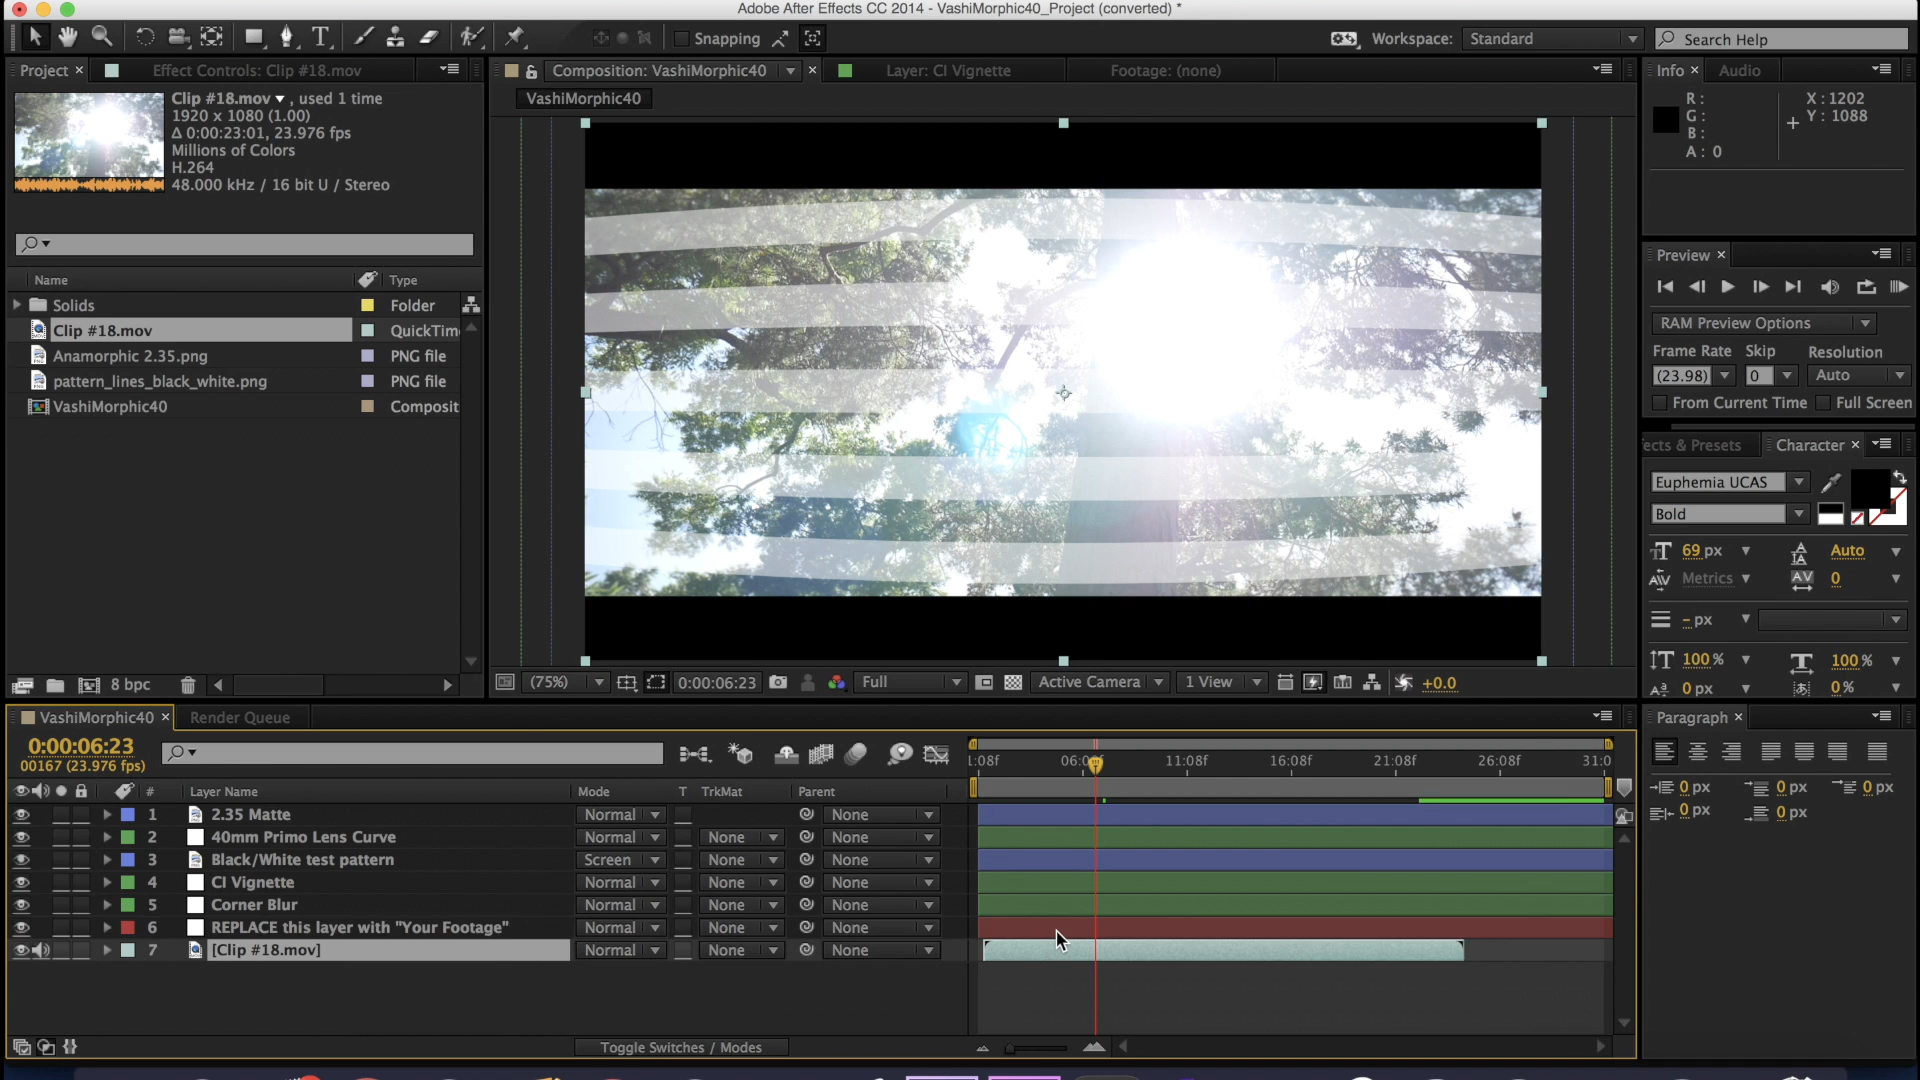 Adobe After Effects CC 2014 - VashiMorphic40_Project (converted) *
Snapping
Workspace: Standard
Search Help
Project
Effect Controls: Clip #18.mov
Composition: VashiMorphic40
Layer: CI Vignette
Footage: (none)
Info
Audio
Clip #18.mov , used 1 time
1920 x 1080 (1.00)
Δ 0:00:23:01, 23.976 fps
Millions of Colors
H.264
48.000 kHz / 16 bit U / Stereo
VashiMorphic40
R:
G:
B:
A: 0
X: 1202
Y: 1088
Preview
RAM Preview Options
Frame Rate Skip Resolution
(23.98) 0 Auto
From Current Time Full Screen
Name Type
Solids Folder
Clip #18.mov QuickTim
Anamorphic 2.35.png PNG file
pattern_lines_black_white.png PNG file
VashiMorphic40 Composit
ects & Presets Character
Euphemia UCAS
Bold
69 px Auto
Metrics 0
- px
100 % 100 %
0 px 0 %
8 bpc
(75%) 0:00:06:23 Full Active Camera 1 View +0.0
VashiMorphic40 Render Queue
0:00:06:23
00167 (23.976 fps)
1:08f 06:0 11:08f 16:08f 21:08f 26:08f 31:0
# Layer Name Mode T TrkMat Parent
1 2.35 Matte Normal None
2 40mm Primo Lens Curve Normal None None
3 Black/White test pattern Screen None None
4 CI Vignette Normal None None
5 Corner Blur Normal None None
6 REPLACE this layer with "Your Footage" Normal None None
7 [Clip #18.mov] Normal None None
Toggle Switches / Modes
Paragraph
0 px 0 px 0 px
0 px 0 px